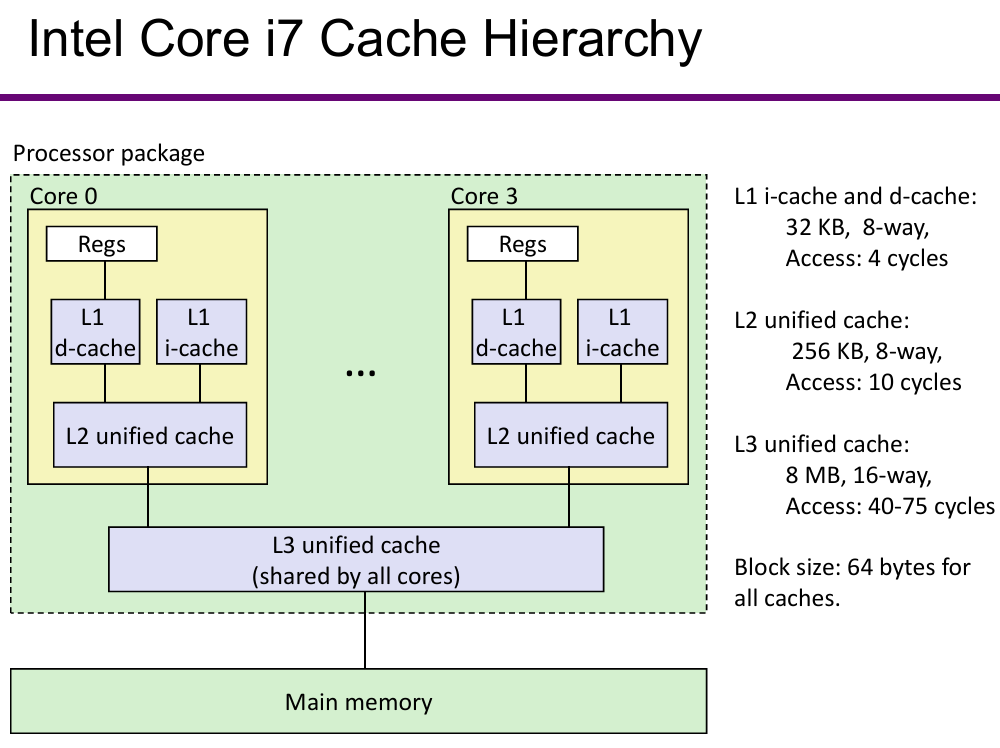 Intel Core i7 Cache Hierarchy
Processor package
Core 0
Regs
L1
d-cache
L1
i-cache
L2 unified cache
...
Core 3
Regs
L1
d-cache
L1
i-cache
L2 unified cache
L3 unified cache
(shared by all cores)
Main memory
L1 i-cache and d-cache:
32 KB, 8-way,
Access: 4 cycles
L2 unified cache:
256 KB, 8-way,
Access: 10 cycles
L3 unified cache:
8 MB, 16-way,
Access: 40-75 cycles
Block size: 64 bytes for
all caches.